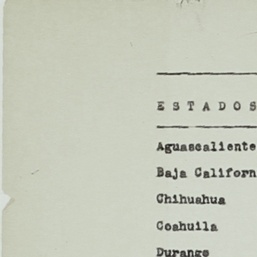 E S T A D O S
Aguascaliente
Baja Californ
Chihuahua
Coahuila
Durango